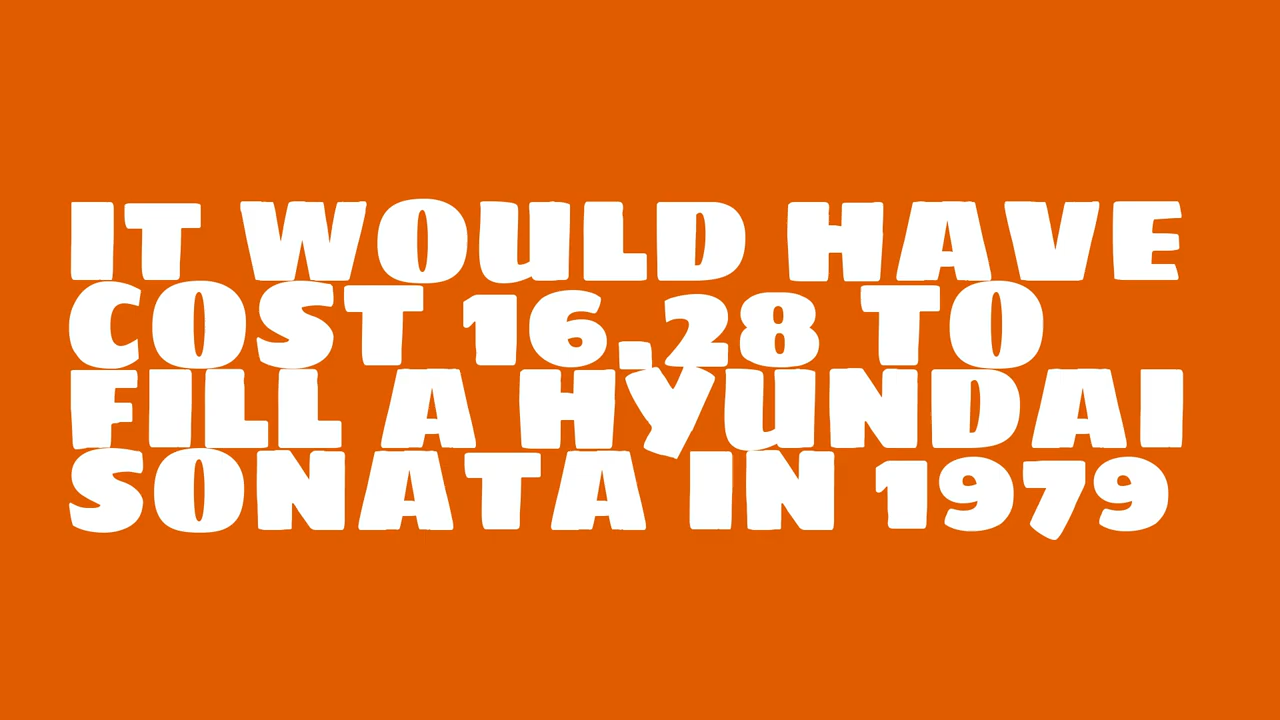 IT WOULD HAVE
COST 16.28 TO
FILL A HYUNDAI
SONATA IN 1979